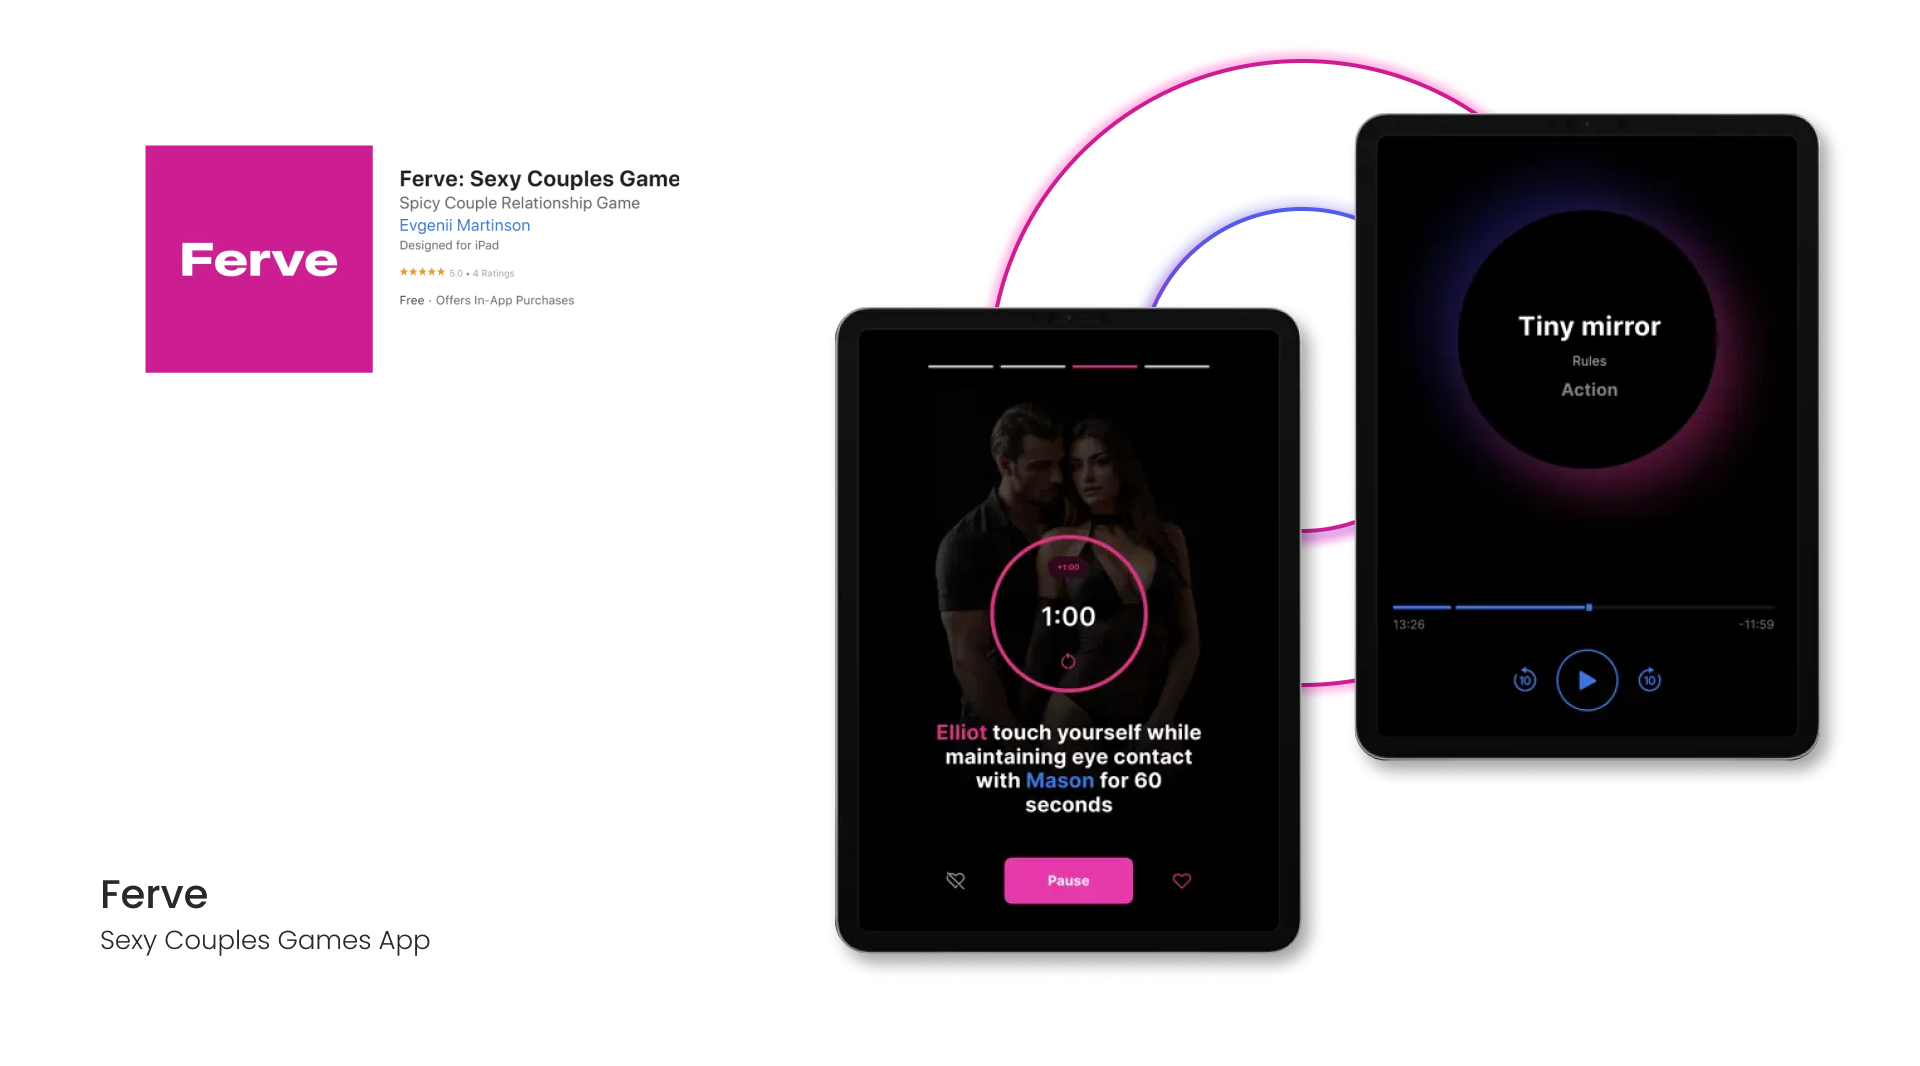 Ferve
Ferve: Sexy Couples Game
Spicy Couple Relationship Game
Evgenii Martinson
Designed for iPad
★★★★★ 5.0 • 4 Ratings
Free · Offers In-App Purchases
Ferve
Sexy Couples Games App
+1:00
1:00
Elliot touch yourself while
maintaining eye contact
with Mason for 60
seconds
Pause
Tiny mirror
Rules
Action
13:26
-11:59
10
10